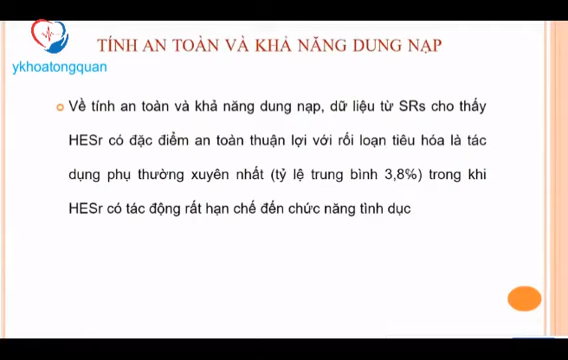 TÍNH AN TOÀN VÀ KHẢ NĂNG DUNG NẠP
ykhoatongquan
Về tính an toàn và khả năng dung nạp, dữ liệu từ SRs cho thấy
HESr có đặc điểm an toàn thuận lợi với rối loạn tiêu hóa là tác
dụng phụ thường xuyên nhất (tỷ lệ trung bình 3,8%) trong khi
HESr có tác động rất hạn chế đến chức năng tình dục